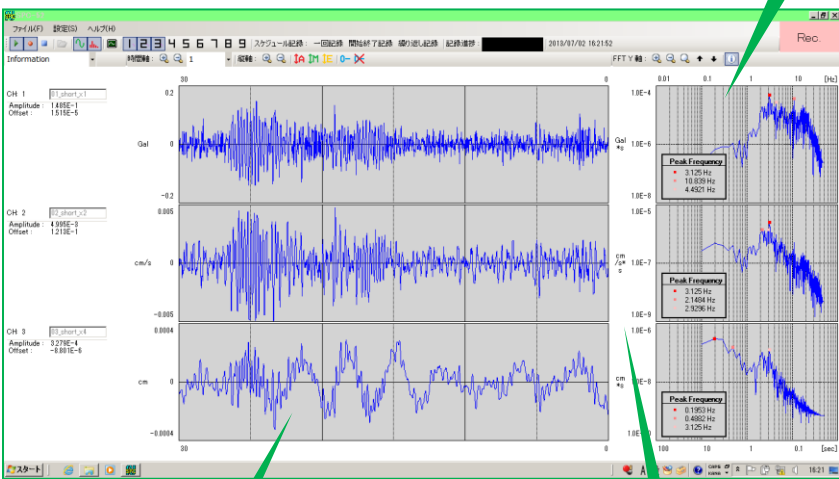 ファイル(F) 設定(S) ヘルプ(H)
1 2 3 4 5 6 7 8 9 スケジュール記録: 一回記録 開始終了記録 繰り返し記録 記録進捗: 2013/07/02 16:21:52
Rec.
Information 時間軸: 1 縦軸: IA IM IE 0- FFT Y 軸:
30 0 0.01 0.1 1 10 [Hz]
CH 1 01_short_x1
Amplitude : 1.485E-1
Offset : 1.515E-5
0.2
Gal 0
-0.2
1.0E-4
Gal *s 1.0E-6
1.0E-8
Peak Frequency
3.125 Hz
10.839 Hz
4.4921 Hz
CH 2 02_short_x2
Amplitude : 4.995E-3
Offset : 1.213E-1
0.005
cm/s 0
-0.005
1.0E-5
cm /s* s 1.0E-7
1.0E-9
Peak Frequency
3.125 Hz
2.1484 Hz
2.9296 Hz
CH 3 03_short_x4
Amplitude : 3.279E-4
Offset : -8.881E-6
0.0004
cm 0
-0.0004
1.0E-6
cm *s 1.0E-8
Peak Frequency
0.1953 Hz
0.4882 Hz
3.125 Hz
30 0 100 10 1 0.1 [sec]
スタート A CAPS KANA 16:21